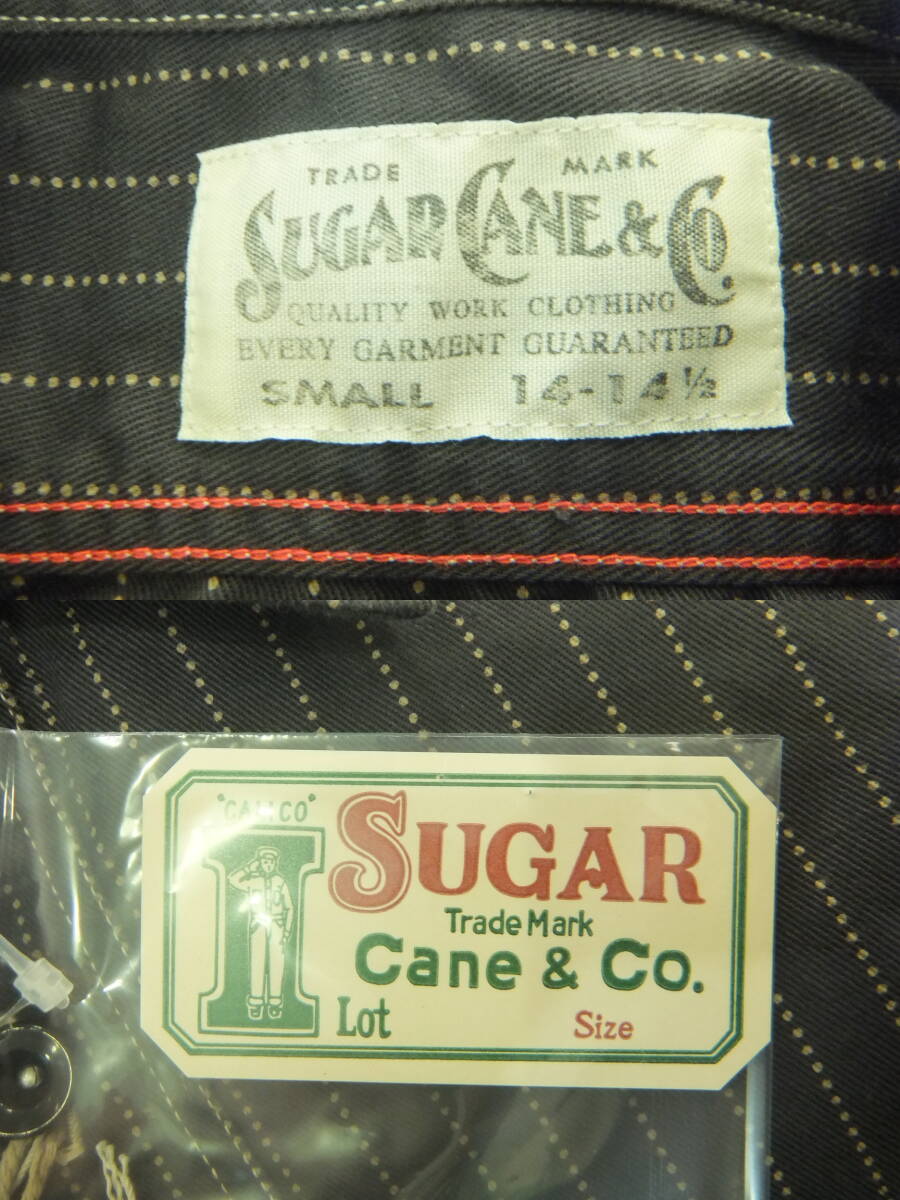 TRADE MARK
SUGAR CANE & CO.
QUALITY WORK CLOTHING
EVERY GARMENT GUARANTEED
SMALL 14-14½
"CALICO"
1
SUGAR
Trade Mark
Cane & Co.
Lot Size